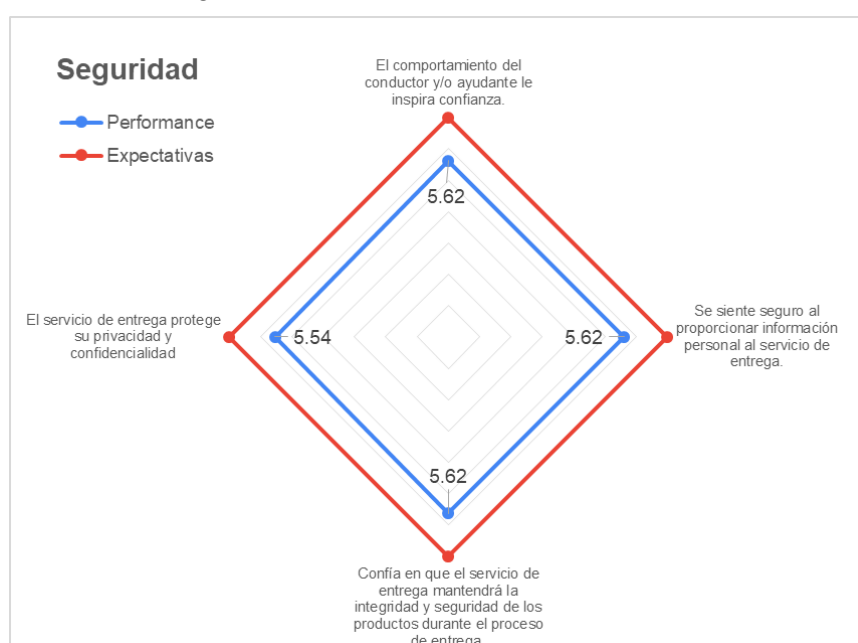 Seguridad
Performance
Expectativas
El comportamiento del
conductor y/o ayudante le
inspira confianza.
5.62
El servicio de entrega protege
su privacidad y
confidencialidad
5.54
5.62
Se siente seguro al
proporcionar información
personal al servicio de
entrega.
5.62
Confía en que el servicio de
entrega mantendrá la
integridad y seguridad de los
productos durante el proceso
de entrega